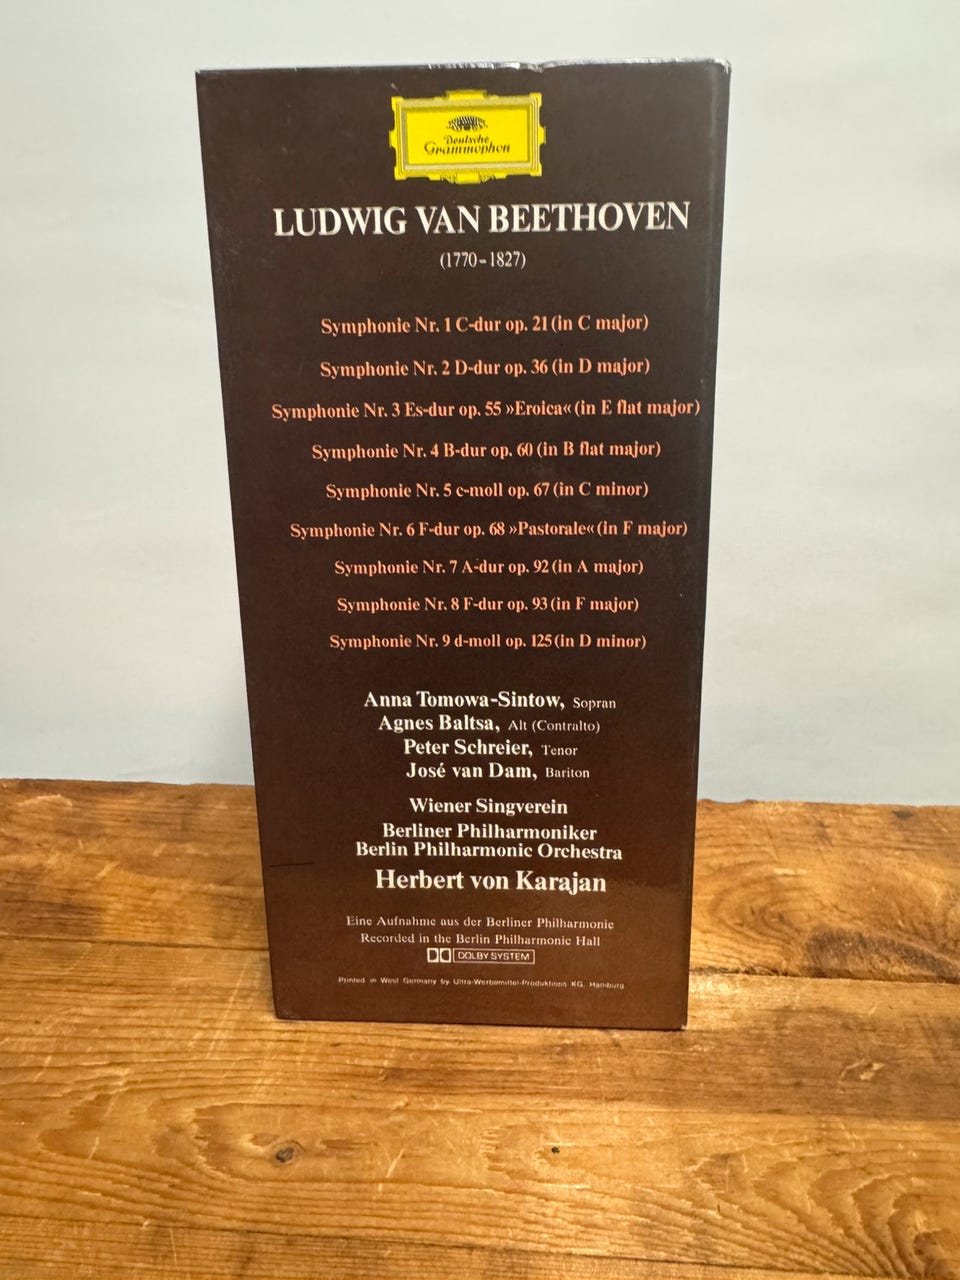 Deutsche
Grammophon
LUDWIG VAN BEETHOVEN
(1770-1827)
Symphonie Nr. 1 C-dur op. 21 (in C major)
Symphonie Nr. 2 D-dur op. 36 (in D major)
Symphonie Nr. 3 Es-dur op. 55 »Eroica« (in E flat major)
Symphonie Nr. 4 B-dur op. 60 (in B flat major)
Symphonie Nr. 5 c-moll op. 67 (in C minor)
Symphonie Nr. 6 F-dur op. 68 »Pastorale« (in F major)
Symphonie Nr. 7 A-dur op. 92 (in A major)
Symphonie Nr. 8 F-dur op. 93 (in F major)
Symphonie Nr. 9 d-moll op. 125 (in D minor)
Anna Tomowa-Sintow, Sopran
Agnes Baltsa, Alt (Contralto)
Peter Schreier, Tenor
José van Dam, Bariton
Wiener Singverein
Berliner Philharmoniker
Berlin Philharmonic Orchestra
Herbert von Karajan
Eine Aufnahme aus der Berliner Philharmonie
Recorded in the Berlin Philharmonic Hall
DOLBY SYSTEM
Printed in West Germany by Ultra-Werbemittel-Produktions KG, Hamburg